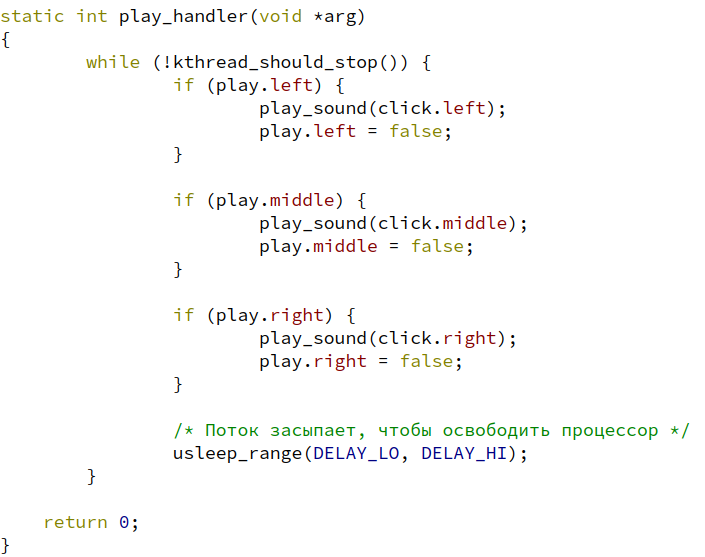 static int play_handler(void *arg)
{
        while (!kthread_should_stop()) {
                if (play.left) {
                        play_sound(click.left);
                        play.left = false;
                }

                if (play.middle) {
                        play_sound(click.middle);
                        play.middle = false;
                }

                if (play.right) {
                        play_sound(click.right);
                        play.right = false;
                }

                /* Поток засыпает, чтобы освободить процессор */
                usleep_range(DELAY_LO, DELAY_HI);
        }

    return 0;
}